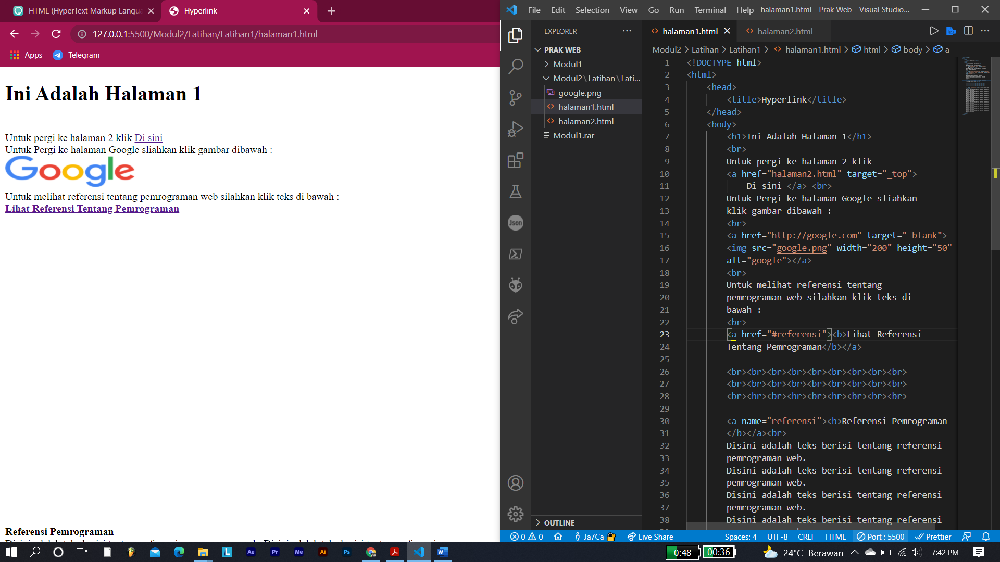 HTML (HyperText Markup Langua
Hyperlink
127.0.0.1:5500/Modul2/Latihan/Latihan1/halaman1.html
Apps
Telegram
Ini Adalah Halaman 1
Untuk pergi ke halaman 2 klik Di sini
Untuk Pergi ke halaman Google sliahkan klik gambar dibawah :
Google
Untuk melihat referensi tentang pemrograman web silahkan klik teks di bawah :
Lihat Referensi Tentang Pemrograman
Referensi Pemrograman
File Edit Selection View Go Run Terminal Help halaman1.html - Prak Web - Visual Studio...
EXPLORER
PRAK WEB
Modul1
Modul2\Latihan\Lati...
google.png
halaman1.html
halaman2.html
Modul1.rar
OUTLINE
Json
halaman1.html
halaman2.html
Modul2 > Latihan > Latihan1 > halaman1.html > html > body > a
1 <!DOCTYPE html>
2 <html>
3 <head>
4 <title>Hyperlink</title>
5 </head>
6 <body>
7 <h1>Ini Adalah Halaman 1</h1>
8 <br>
9 Untuk pergi ke halaman 2 klik
10 <a href="halaman2.html" target="_top">
11 Di sini </a> <br>
12 Untuk Pergi ke halaman Google sliahkan
13 klik gambar dibawah :
14 <br>
15 <a href="http://google.com" target="_blank">
16 <img src="google.png" width="200" height="50"
17 alt="google"></a>
18 <br>
19 Untuk melihat referensi tentang
20 pemrograman web silahkan klik teks di
21 bawah :
22 <br>
23 <a href="#referensi"><b>Lihat Referensi
24 Tentang Pemrograman</b></a>
25
26 <br><br><br><br><br><br><br><br><br>
27 <br><br><br><br><br><br><br><br><br>
28 <br><br><br><br><br><br><br><br><br>
29
30 <a name="referensi"><b>Referensi Pemrograman
31 </b></a><br>
32 Disini adalah teks berisi tentang referensi
33 pemrograman web.
34 Disini adalah teks berisi tentang referensi
35 pemrograman web.
36 Disini adalah teks berisi tentang referensi
37 pemrograman web.
38 Disini adalah teks berisi tentang referensi
0 0 Ja7Ca Live Share Spaces: 4 UTF-8 CRLF HTML Port : 5500 Prettier
L Ae Pr Me Ai Ps
0:48 00:36 24°C Berawan 7:42 PM